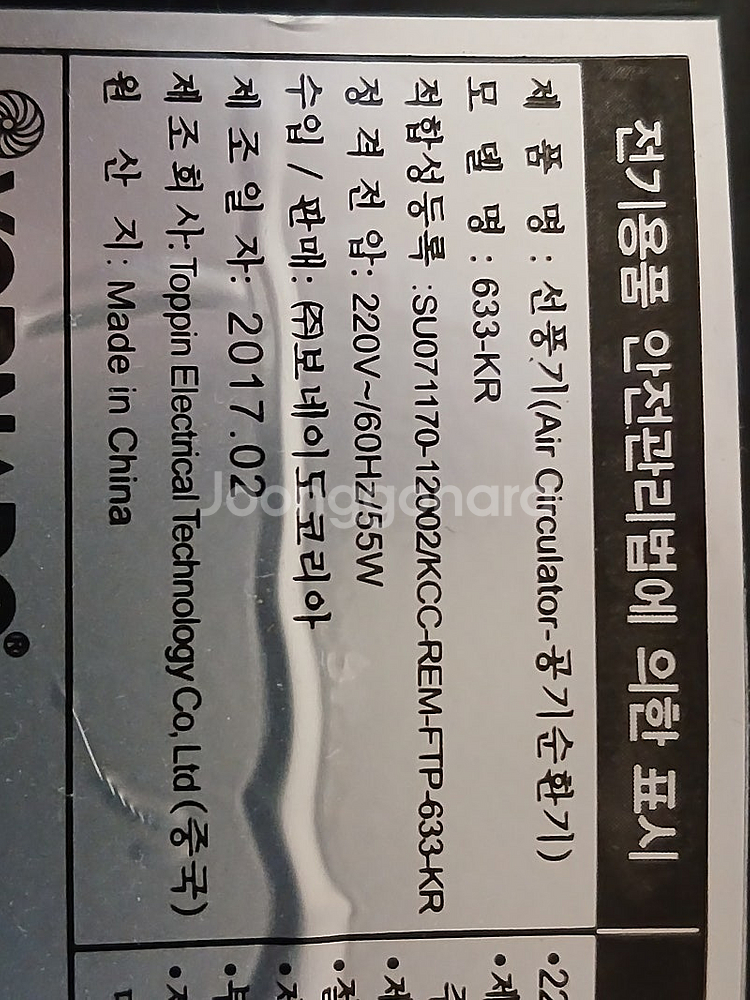 전기용품 안전관리법에 의한 표시
제 품 명 : 선풍기(Air Circulator-공기순환기)
모 델 명 : 633-KR
적합성등록 :SU071170-12002/KCC-REM-FTP-633-KR
정 격 전 압: 220V~/60Hz/55W
수입 / 판매: ㈜보네이도코리아
제 조 일 자: 2017.02
제 조 회 사: Toppin Electrical Technology Co, Ltd (중국)
원 산 지: Made in China
VORNADO®
Joonggonara